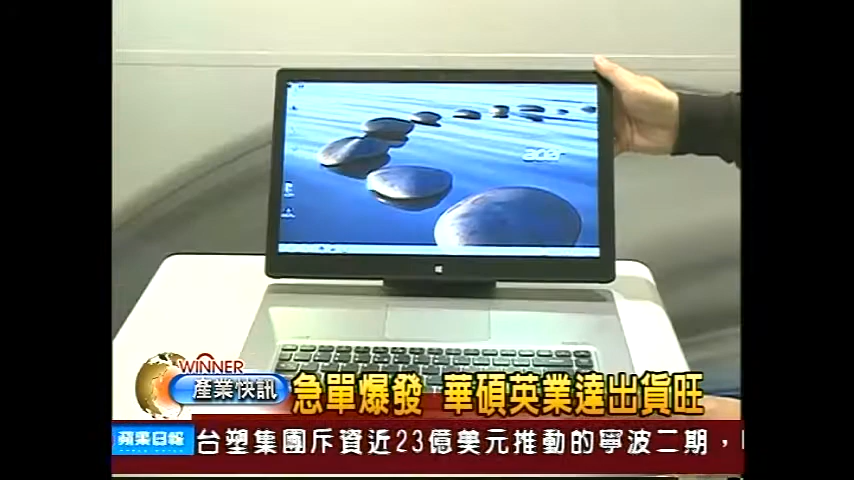 acer
WINNER
產業快訊
急單爆發 華碩英業達出貨旺
蘋果日報
台塑集團斥資近23億美元推動的寧波二期，